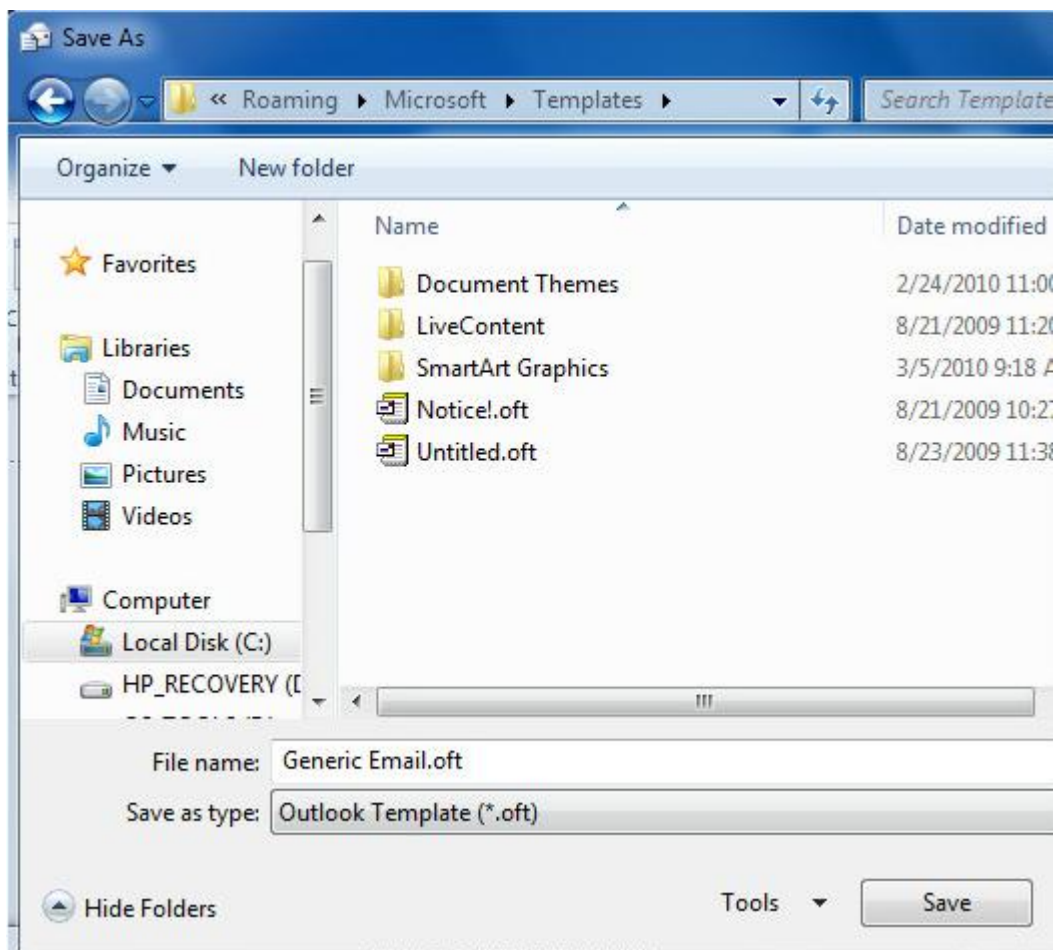 Save As
« Roaming Microsoft Templates Search Template
Organize New folder
Name Date modified
Favorites
Document Themes 2/24/2010 11:00
LiveContent 8/21/2009 11:20
Libraries
SmartArt Graphics 3/5/2010 9:18 A
Documents
Notice!.oft 8/21/2009 10:27
Music
Untitled.oft 8/23/2009 11:38
Pictures
Videos
Computer
Local Disk (C:)
HP_RECOVERY (D
File name: Generic Email.oft
Save as type: Outlook Template (*.oft)
Hide Folders Tools Save